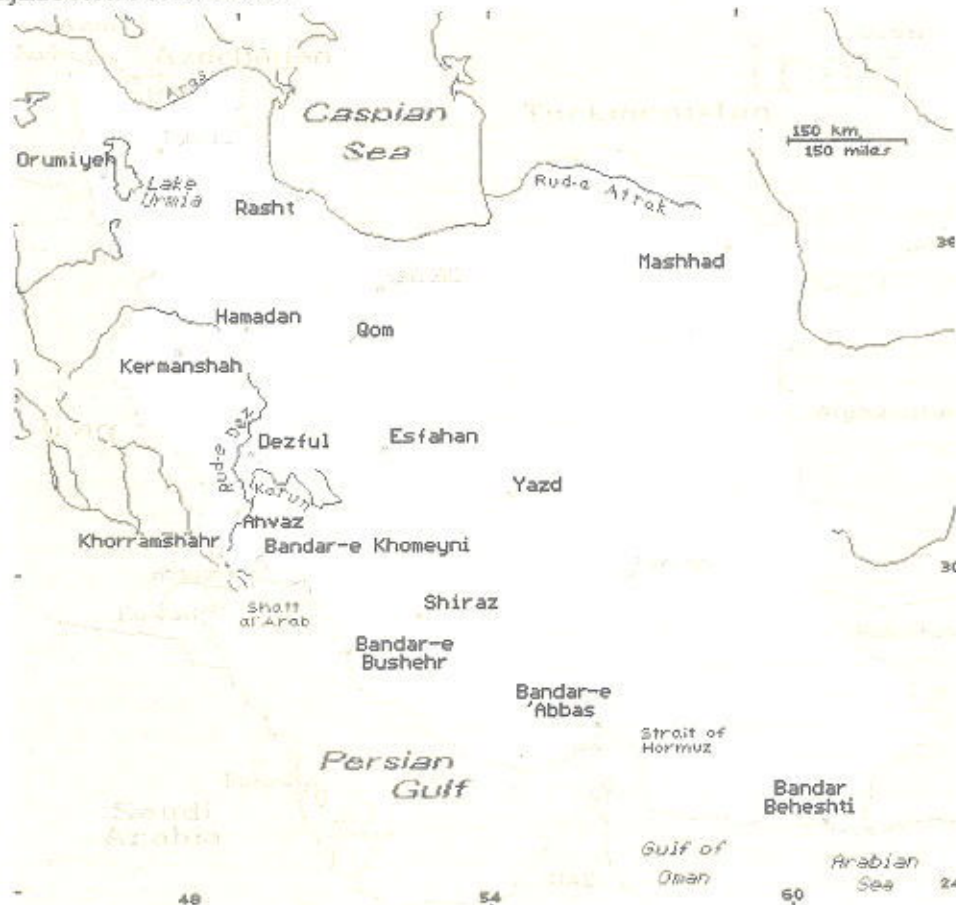 Aras
Caspian
Sea
150 km.
150 miles
Orumiyeh
Lake
Urmia
Rud-e Atrak
Rasht
36
Mashhad
Hamadan
Qom
Kermanshah
Rud-e Dez
Dezful
Esfahan
Karun
Yazd
Ahvaz
Khorramshahr
Bandar-e Khomeyni
30
Shatt
al Arab
Shiraz
Bandar-e
Bushehr
Bandar-e
'Abbas
Strait of
Hormuz
Persian
Gulf
Bandar
Beheshti
Saudi
Arabia
Gulf of
Oman
Arabian
Sea
24
48
54
60